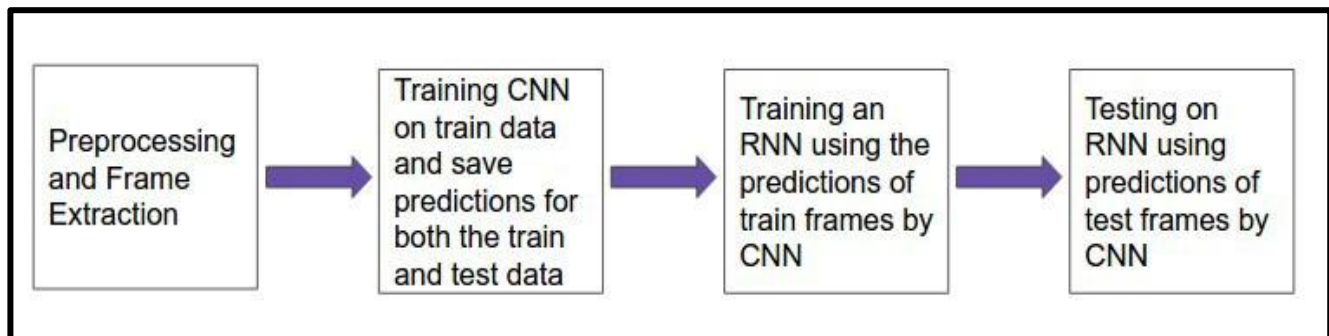 Preprocessing
and Frame
Extraction
Training CNN
on train data
and save
predictions for
both the train
and test data
Training an
RNN using the
predictions of
train frames by
CNN
Testing on
RNN using
predictions of
test frames by
CNN